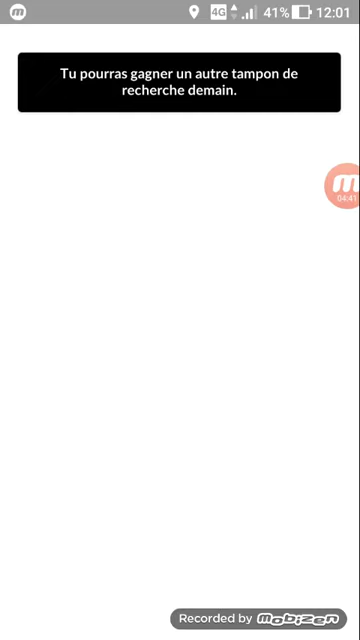 4G 41% 12:01
Tu pourras gagner un autre tampon de
recherche demain.
04:41
Recorded by mobizen